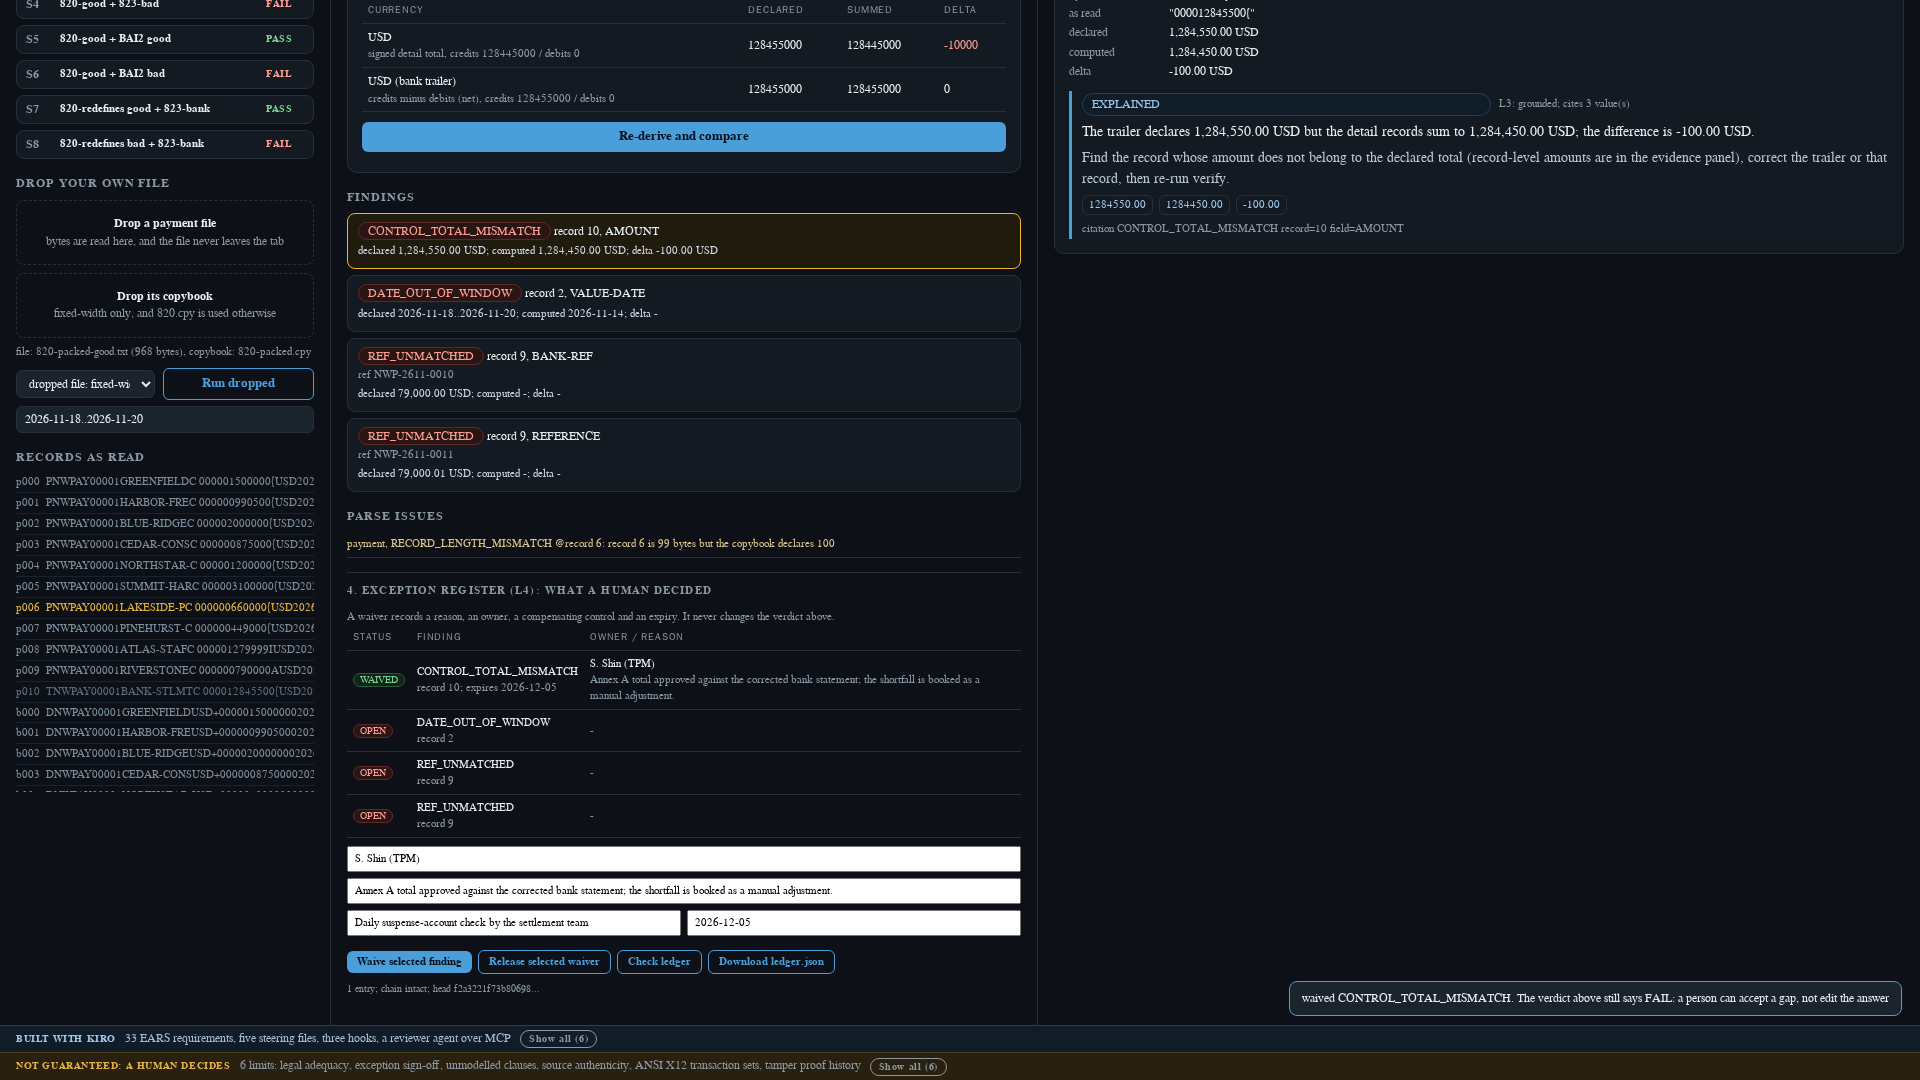 S4 820-good + 823-bad FAIL
S5 820-good + BAI2 good PASS
S6 820-good + BAI2 bad FAIL
S7 820-redefines good + 823-bank PASS
S8 820-redefines bad + 823-bank FAIL
DROP YOUR OWN FILE
Drop a payment file
bytes are read here, and the file never leaves the tab
Drop its copybook
fixed-width only, and 820.cpy is used otherwise
file: 820-packed-good.txt (968 bytes), copybook: 820-packed.cpy
dropped file: fixed-wi
Run dropped
2026-11-18..2026-11-20
RECORDS AS READ
p000 PNWPAY00001GREENFIELDC 000001500000{USD202
p001 PNWPAY00001HARBOR-FREC 000000990500{USD202
p002 PNWPAY00001BLUE-RIDGEC 000002000000{USD202
p003 PNWPAY00001CEDAR-CONSC 000000875000{USD202
p004 PNWPAY00001NORTHSTAR-C 000001200000{USD202
p005 PNWPAY00001SUMMIT-HARC 000003100000{USD202
p006 PNWPAY00001LAKESIDE-PC 000000660000{USD2026
p007 PNWPAY00001PINEHURST-C 000000449000{USD2026
p008 PNWPAY00001ATLAS-STAFC 000001279999IUSD202
p009 PNWPAY00001RIVERSTONEC 000000790000AUSD20
p010 TNWPAY00001BANK-STLMTC 000012845500{USD20
b000 DNWPAY00001GREENFIELDUSD+0000015000000202
b001 DNWPAY00001HARBOR-FREUSD+0000009905000202
b002 DNWPAY00001BLUE-RIDGEUSD+0000020000000202
b003 DNWPAY00001CEDAR-CONSUSD+0000008750000202
CURRENCY DECLARED SUMMED DELTA
USD
signed detail total, credits 128445000 / debits 0
128455000 128445000 -10000
USD (bank trailer)
credits minus debits (net), credits 128455000 / debits 0
128455000 128455000 0
Re-derive and compare
FINDINGS
CONTROL_TOTAL_MISMATCH record 10, AMOUNT
declared 1,284,550.00 USD; computed 1,284,450.00 USD; delta -100.00 USD
DATE_OUT_OF_WINDOW record 2, VALUE-DATE
declared 2026-11-18..2026-11-20; computed 2026-11-14; delta -
REF_UNMATCHED record 9, BANK-REF
ref NWP-2611-0010
declared 79,000.00 USD; computed -; delta -
REF_UNMATCHED record 9, REFERENCE
ref NWP-2611-0011
declared 79,000.01 USD; computed -; delta -
PARSE ISSUES
payment, RECORD_LENGTH_MISMATCH @record 6: record 6 is 99 bytes but the copybook declares 100
4. EXCEPTION REGISTER (L4): WHAT A HUMAN DECIDED
A waiver records a reason, an owner, a compensating control and an expiry. It never changes the verdict above.
STATUS FINDING OWNER / REASON
WAIVED
CONTROL_TOTAL_MISMATCH
record 10; expires 2026-12-05
S. Shin (TPM)
Annex A total approved against the corrected bank statement; the shortfall is booked as a
manual adjustment.
OPEN
DATE_OUT_OF_WINDOW
record 2
-
OPEN
REF_UNMATCHED
record 9
-
OPEN
REF_UNMATCHED
record 9
-
S. Shin (TPM)
Annex A total approved against the corrected bank statement; the shortfall is booked as a manual adjustment.
Daily suspense-account check by the settlement team
2026-12-05
Waive selected finding
Release selected waiver
Check ledger
Download ledger.json
1 entry; chain intact; head f2a3221f73b80698...
as read "000012845500{"
declared 1,284,550.00 USD
computed 1,284,450.00 USD
delta -100.00 USD
EXPLAINED L3: grounded; cites 3 value(s)
The trailer declares 1,284,550.00 USD but the detail records sum to 1,284,450.00 USD; the difference is -100.00 USD.
Find the record whose amount does not belong to the declared total (record-level amounts are in the evidence panel), correct the trailer or that
record, then re-run verify.
1284550.00 1284450.00 -100.00
citation CONTROL_TOTAL_MISMATCH record=10 field=AMOUNT
waived CONTROL_TOTAL_MISMATCH. The verdict above still says FAIL: a person can accept a gap, not edit the answer
BUILT WITH KIRO 33 EARS requirements, five steering files, three hooks, a reviewer agent over MCP Show all (6)
NOT GUARANTEED: A HUMAN DECIDES 6 limits: legal adequacy, exception sign-off, unmodelled clauses, source authenticity, ANSI X12 transaction sets, tamper proof history Show all (6)